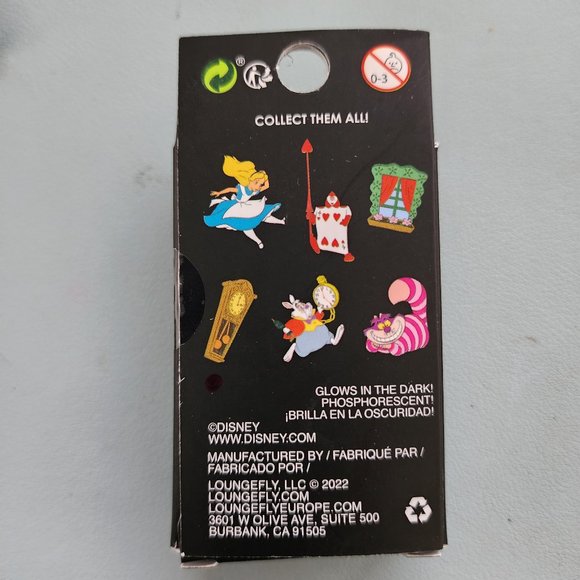 ®
0-3
COLLECT THEM ALL!
GLOWS IN THE DARK!
PHOSPHORESCENT!
¡BRILLA EN LA OSCURIDAD!
©DISNEY
WWW.DISNEY.COM
MANUFACTURED BY / FABRIQUÉ PAR /
FABRICADO POR /
LOUNGEFLY, LLC © 2022
LOUNGEFLY.COM
LOUNGEFLYEUROPE.COM
3601 W OLIVE AVE, SUITE 500
BURBANK, CA 91505